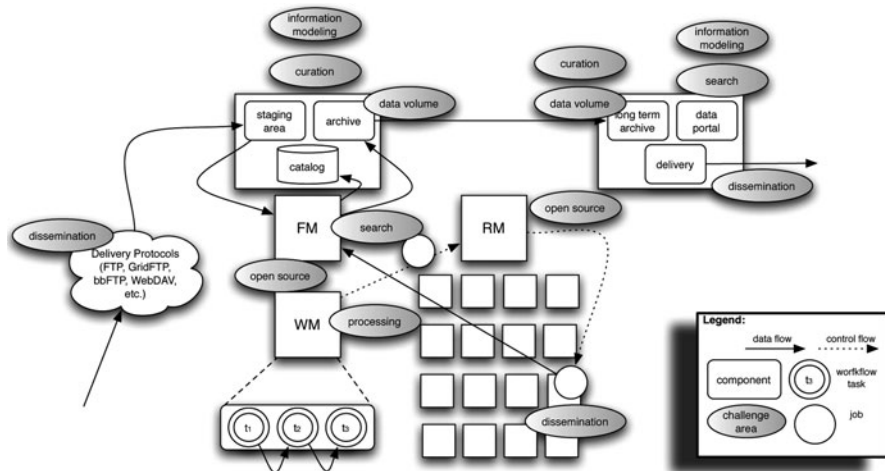 information
modeling
curation
data volume
staging
area
archive
catalog
information
modeling
curation
search
data volume
long term
archive
data
portal
delivery
dissemination
dissemination
Delivery Protocols
(FTP, GridFTP,
bbFTP, WebDAV,
etc.)
FM
search
RM
open source
open source
WM
processing
t1
t2
t3
dissemination
Legend:
data flow
control flow
component
t3
worfkflow
task
challenge
area
job